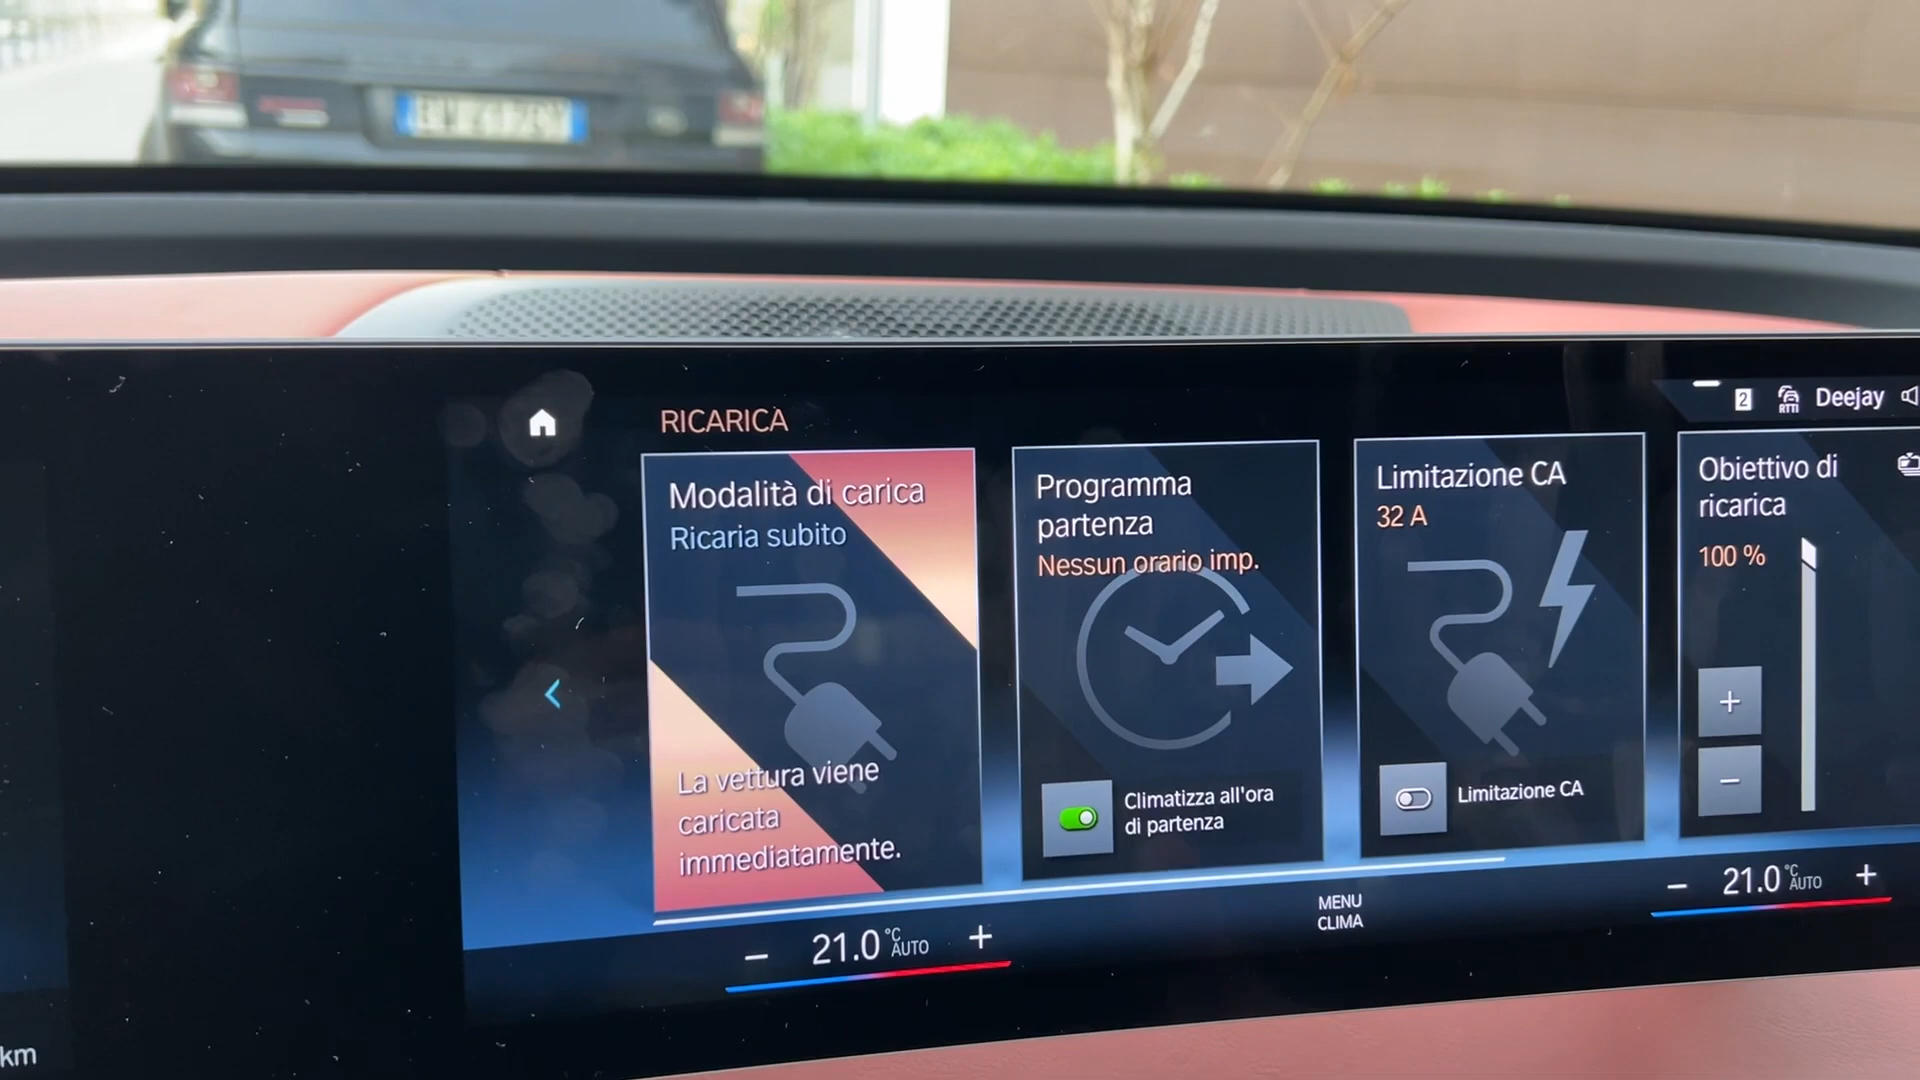 RICARICA
2
RTTI
Deejay
Modalità di carica
Ricaria subito
La vettura viene
caricata
immediatamente.
Programma
partenza
Nessun orario imp.
Climatizza all'ora
di partenza
Limitazione CA
32 A
Limitazione CA
Obiettivo di
ricarica
100 %
+
−
− 21.0 °C AUTO +
MENU
CLIMA
− 21.0 °C AUTO +
km